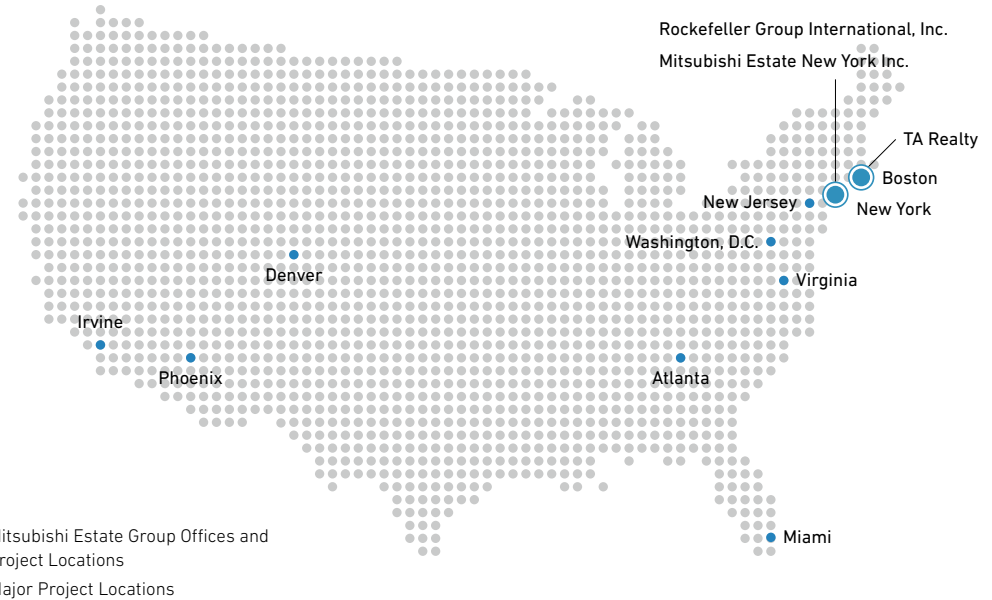 Rockefeller Group International, Inc.
Mitsubishi Estate New York Inc.
TA Realty
Boston
New Jersey
New York
Washington, D.C.
Denver
Virginia
Irvine
Phoenix
Atlanta
itsubishi Estate Group Offices and
roject Locations
Miami
ajor Project Locations